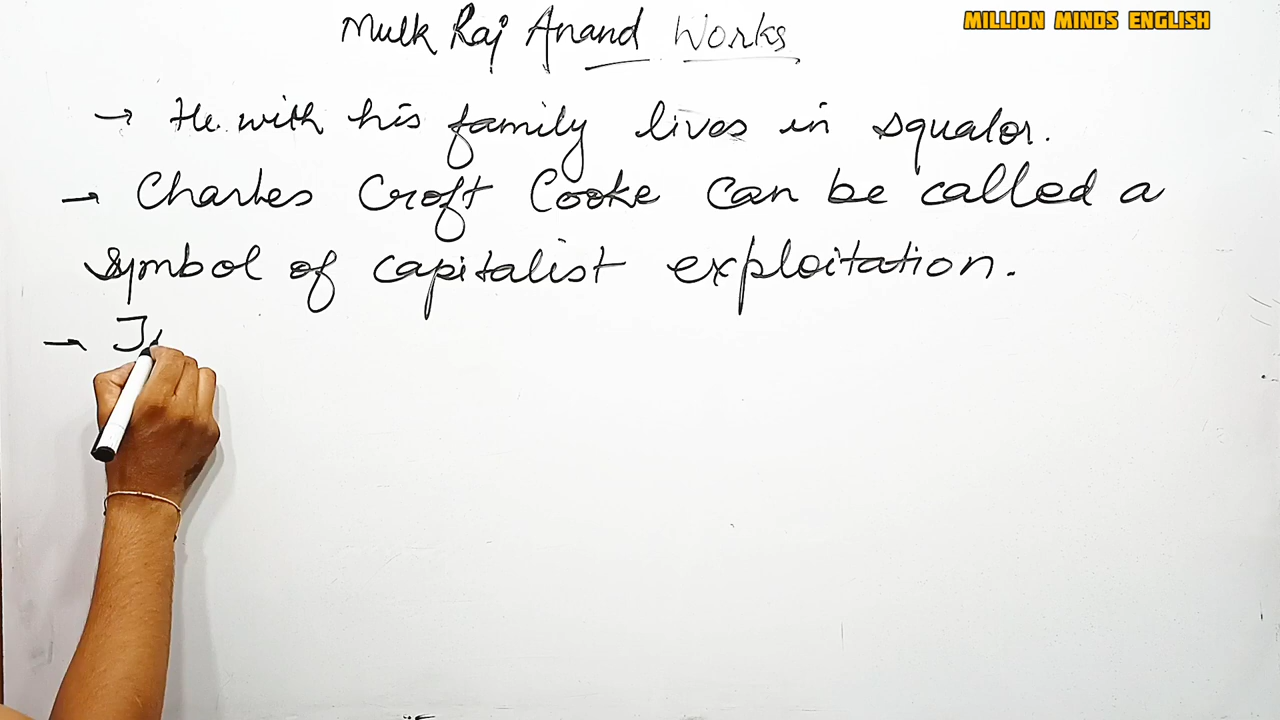 MILLION MINDS ENGLISH
Mulk Raj Anand Works
→ He with his family lives in squalor.
→ Charles Croft Cooke can be called a
symbol of capitalist exploitation.
→